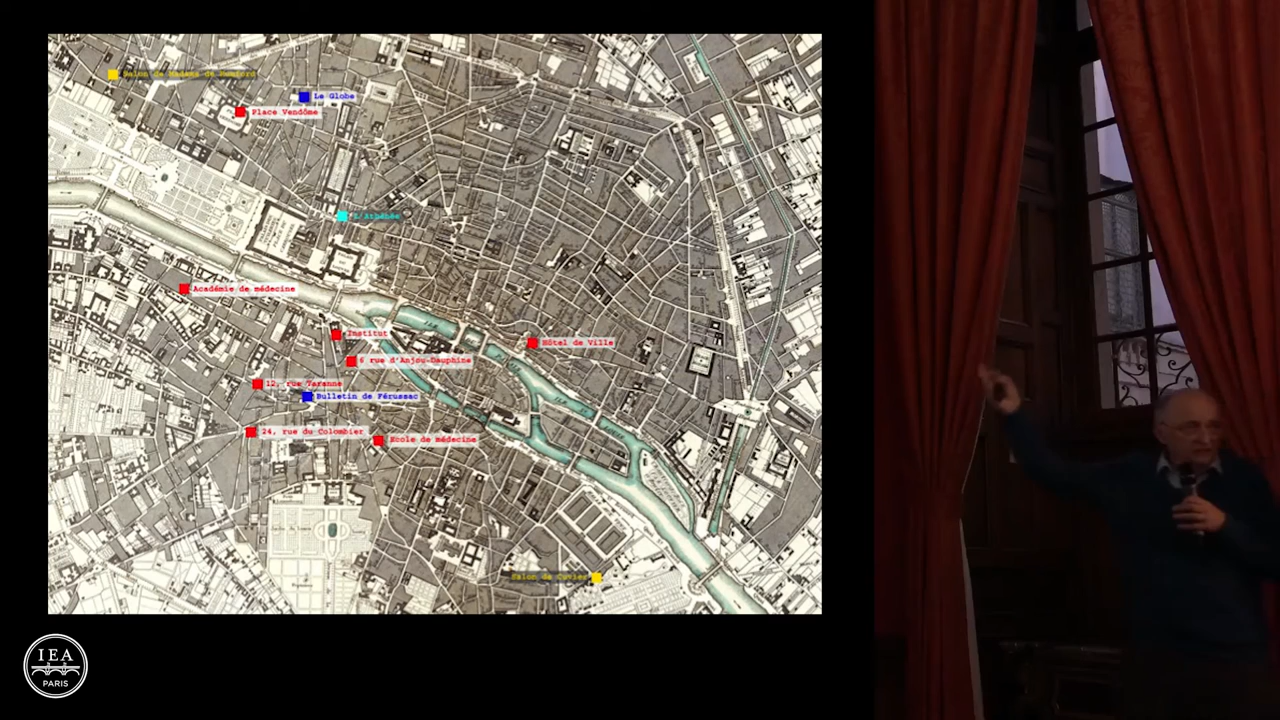 Salon de Madame de Rumford
Le Globe
Place Vendôme
L'Athénée
Académie de médecine
Institut
Hôtel de Ville
6 rue d'Anjou-Dauphine
12, rue Taranne
Bulletin de Férussac
24, rue du Colombier
Ecole de médecine
Salon de Cuvier
IEA
PARIS